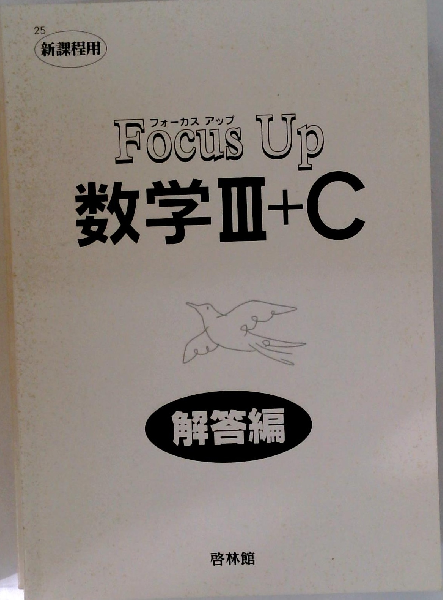 25
新課程用
フォーカス アップ
Focus Up
数学Ⅲ+C
解答編
啓林館